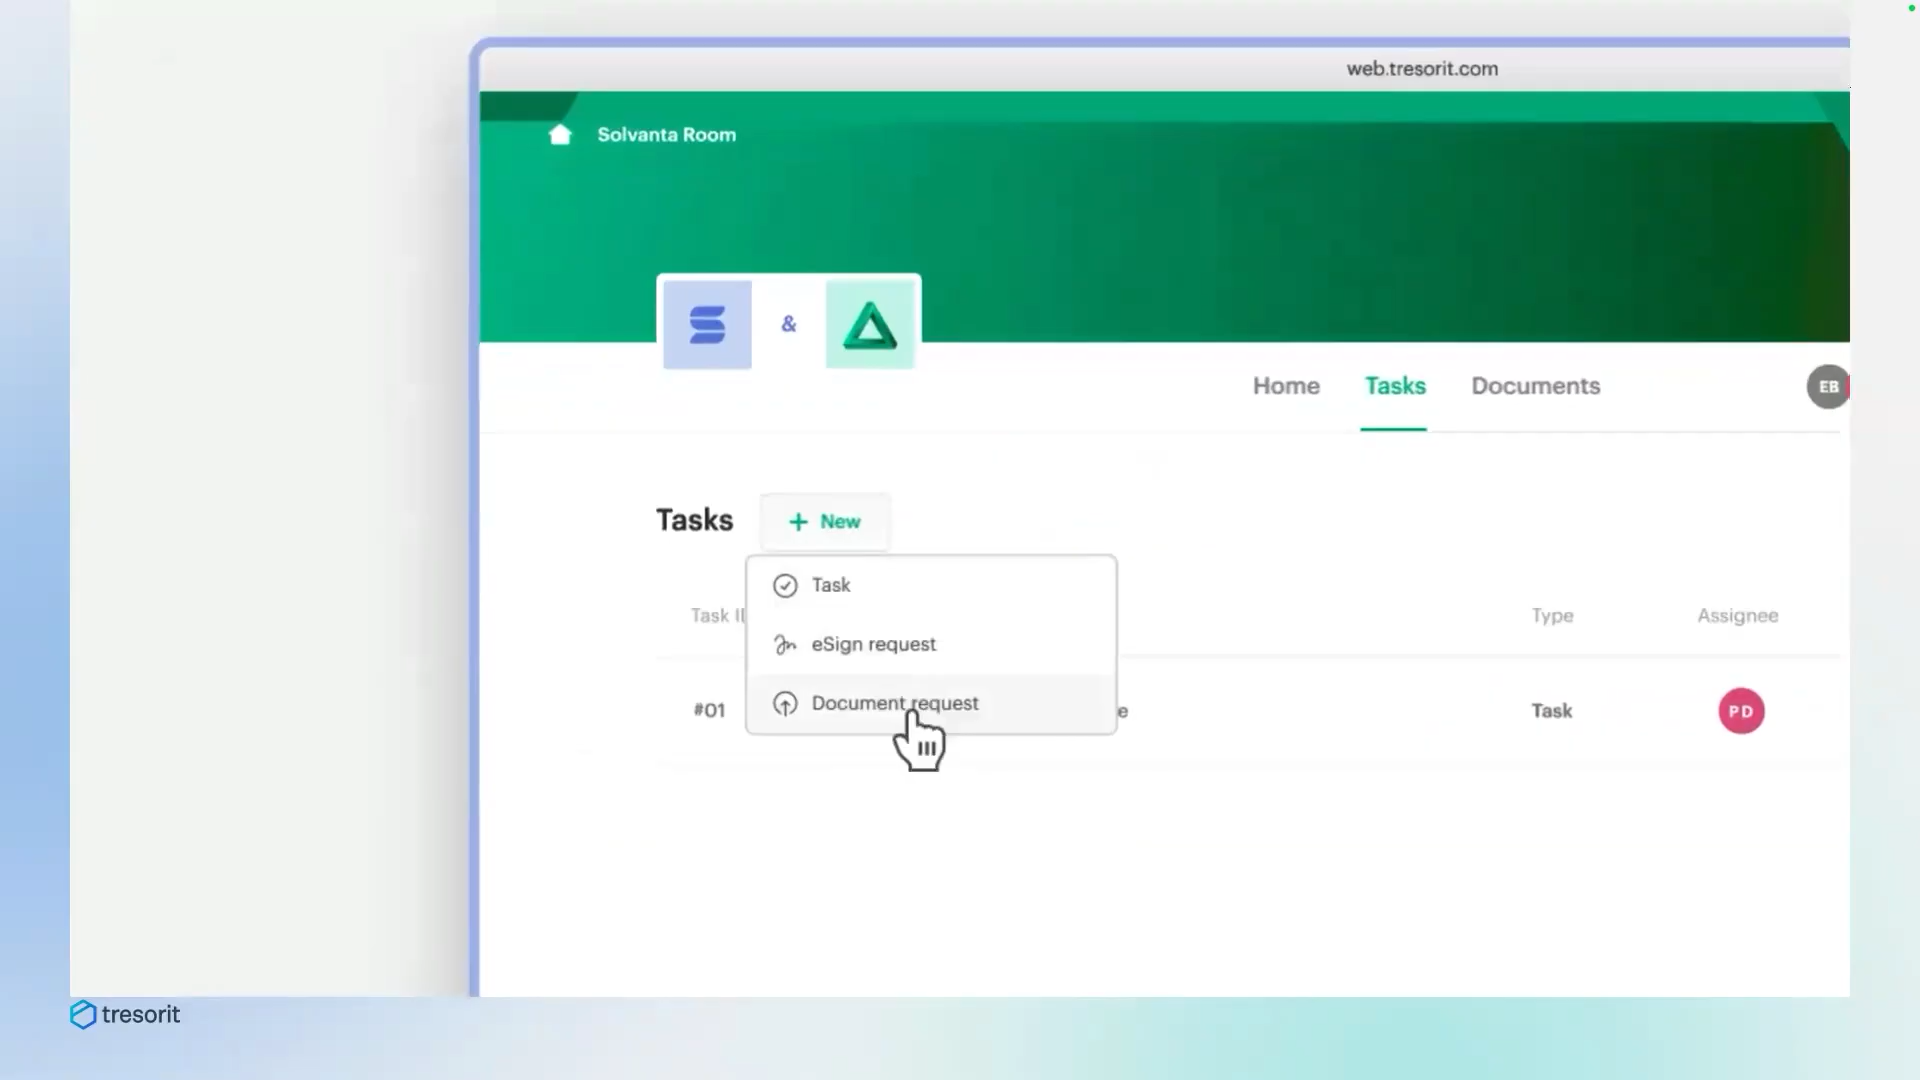 web.tresorit.com
Solvanta Room
&
Home Tasks Documents EB
Tasks + New
Task
Task Type Assignee
eSign request
#01 Document request Task PD
tresorit